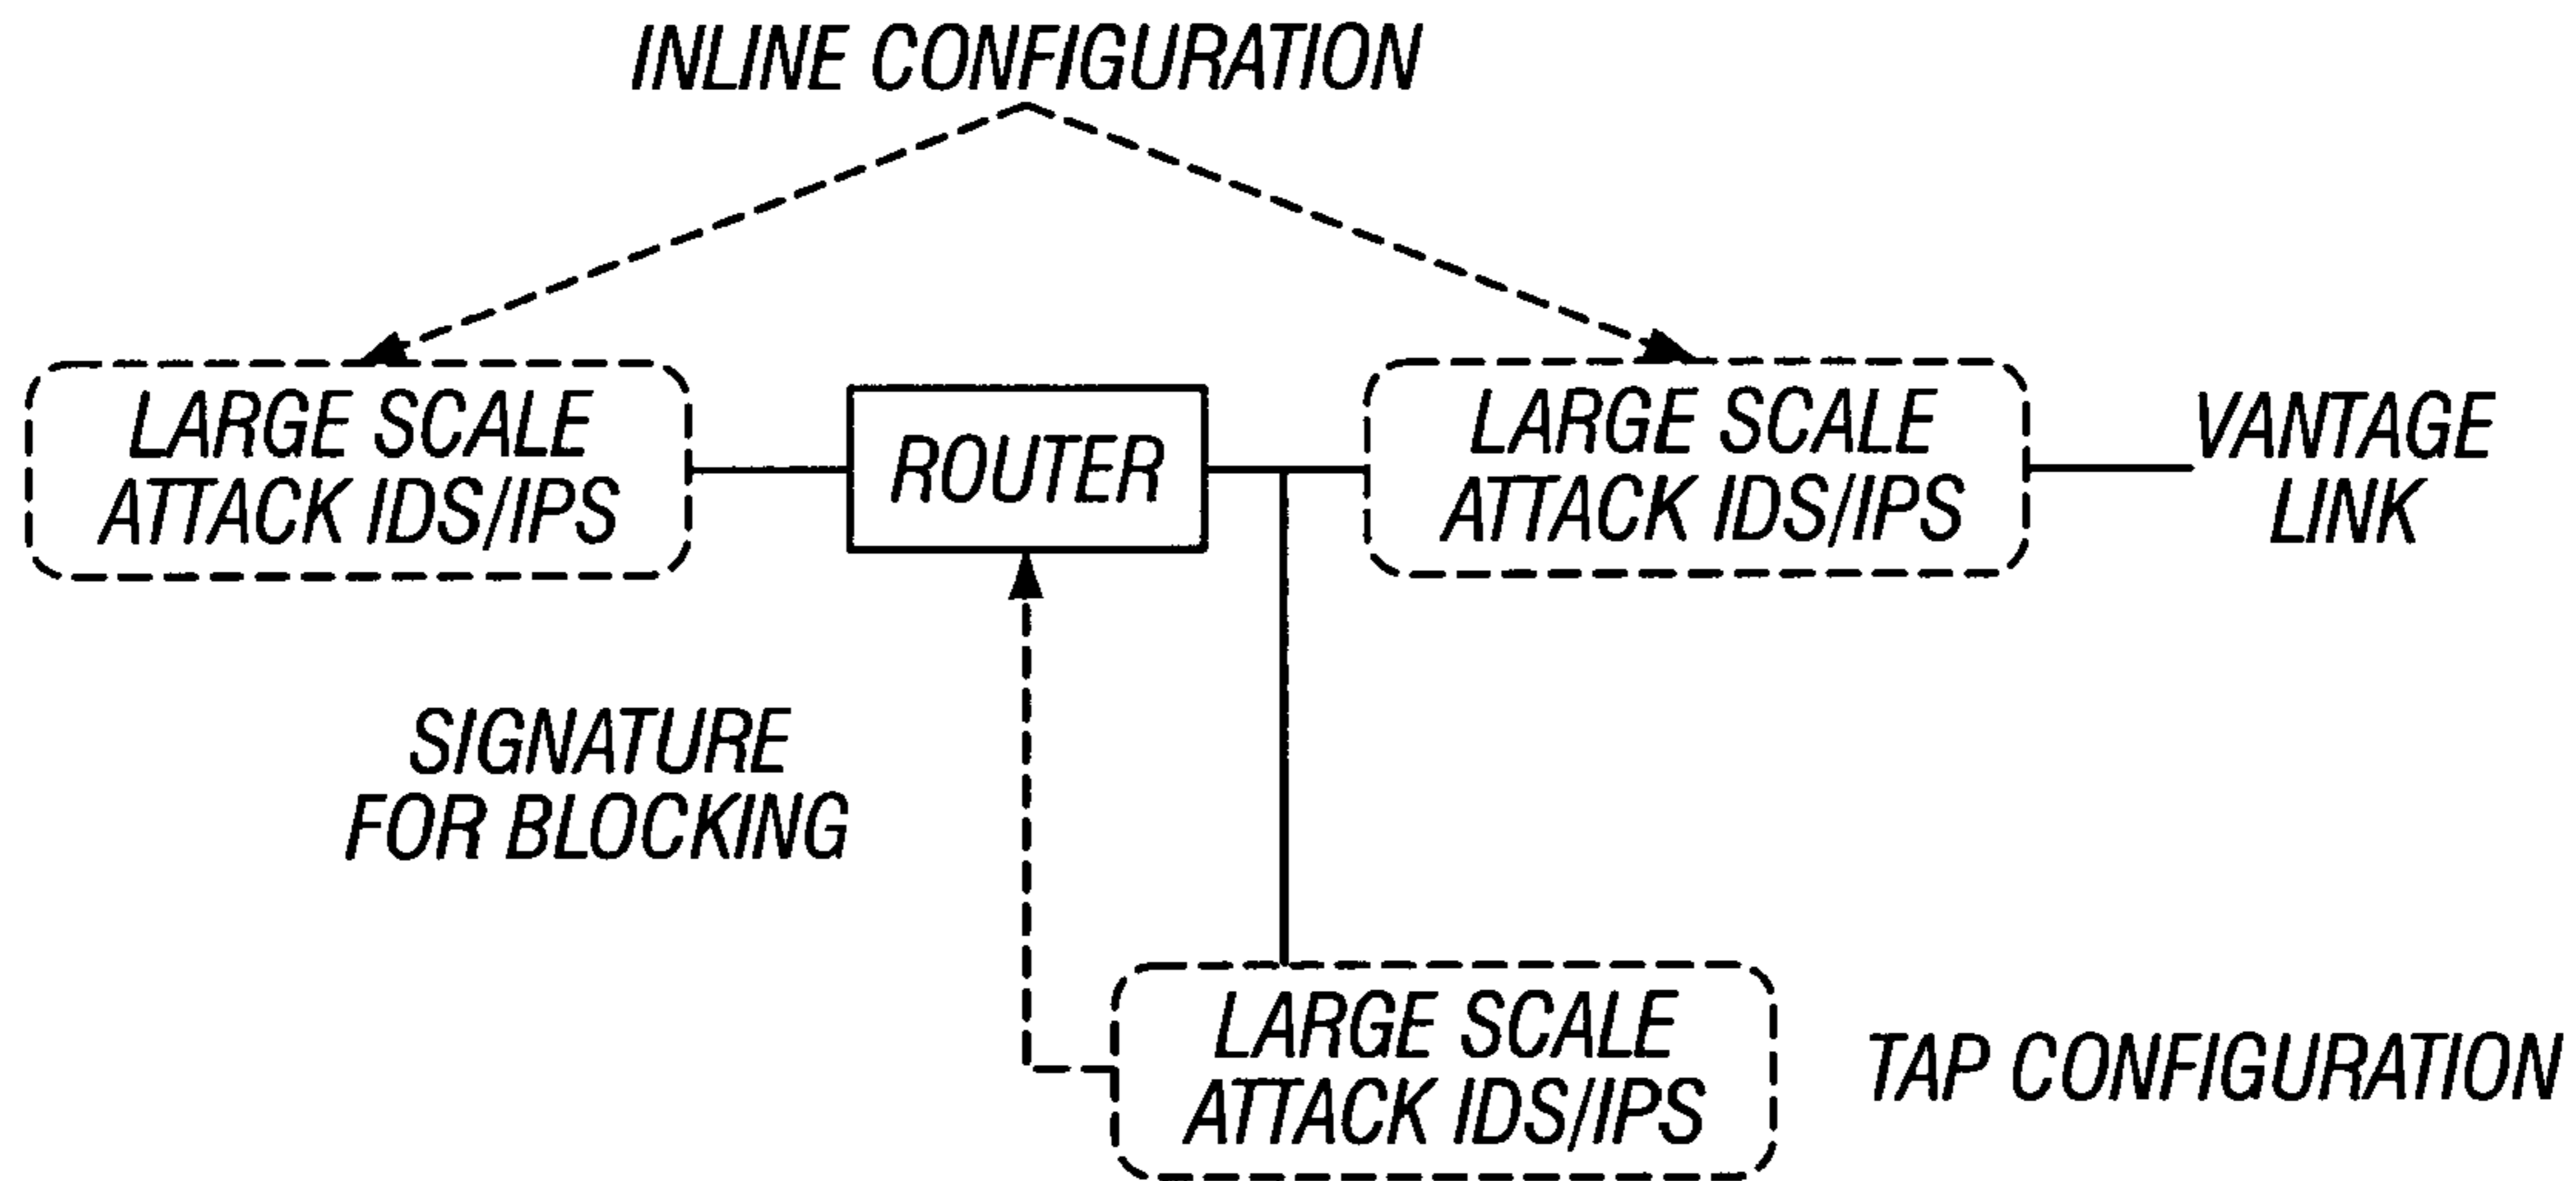 INLINE CONFIGURATION
LARGE SCALE
ATTACK IDS/IPS
ROUTER
LARGE SCALE
ATTACK IDS/IPS
VANTAGE
LINK
SIGNATURE
FOR BLOCKING
LARGE SCALE
ATTACK IDS/IPS
TAP CONFIGURATION